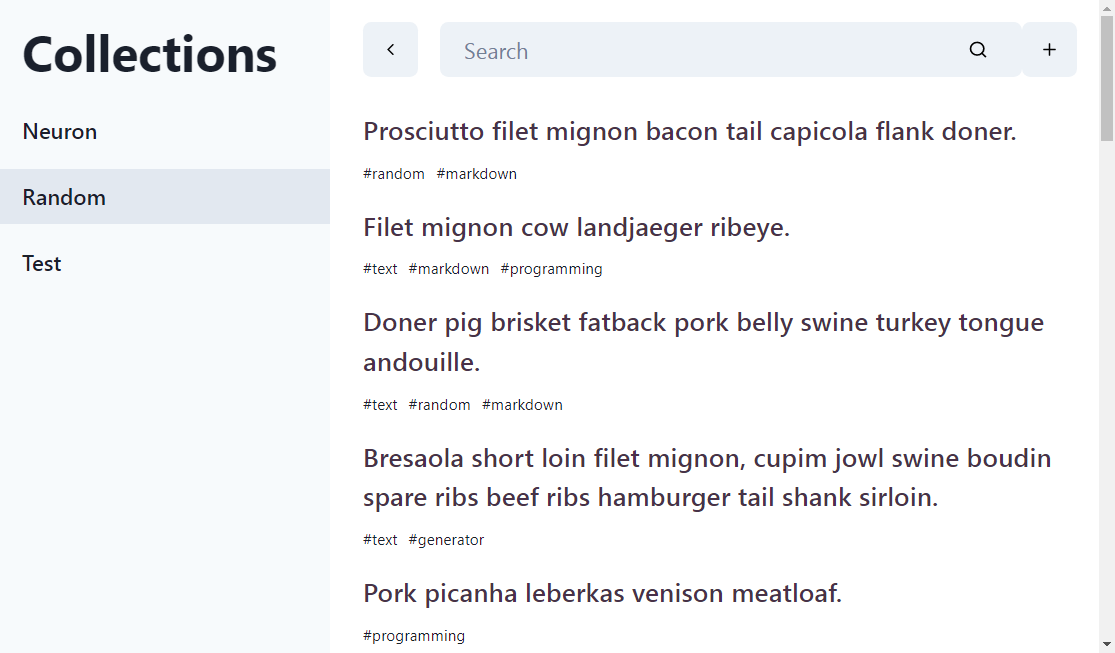 Collections
Neuron
Random
Test
Search
Prosciutto filet mignon bacon tail capicola flank doner.
#random #markdown
Filet mignon cow landjaeger ribeye.
#text #markdown #programming
Doner pig brisket fatback pork belly swine turkey tongue
andouille.
#text #random #markdown
Bresaola short loin filet mignon, cupim jowl swine boudin
spare ribs beef ribs hamburger tail shank sirloin.
#text #generator
Pork picanha leberkas venison meatloaf.
#programming